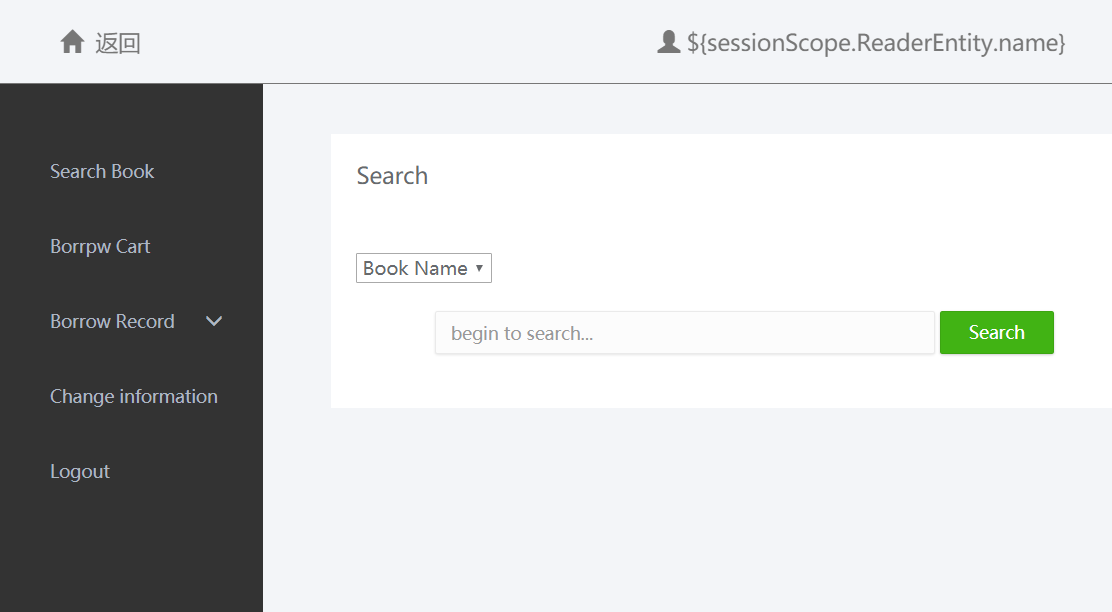 返回
${sessionScope.ReaderEntity.name}
Search Book
Borrpw Cart
Borrow Record
Change information
Logout
Search
Book Name
begin to search...
Search